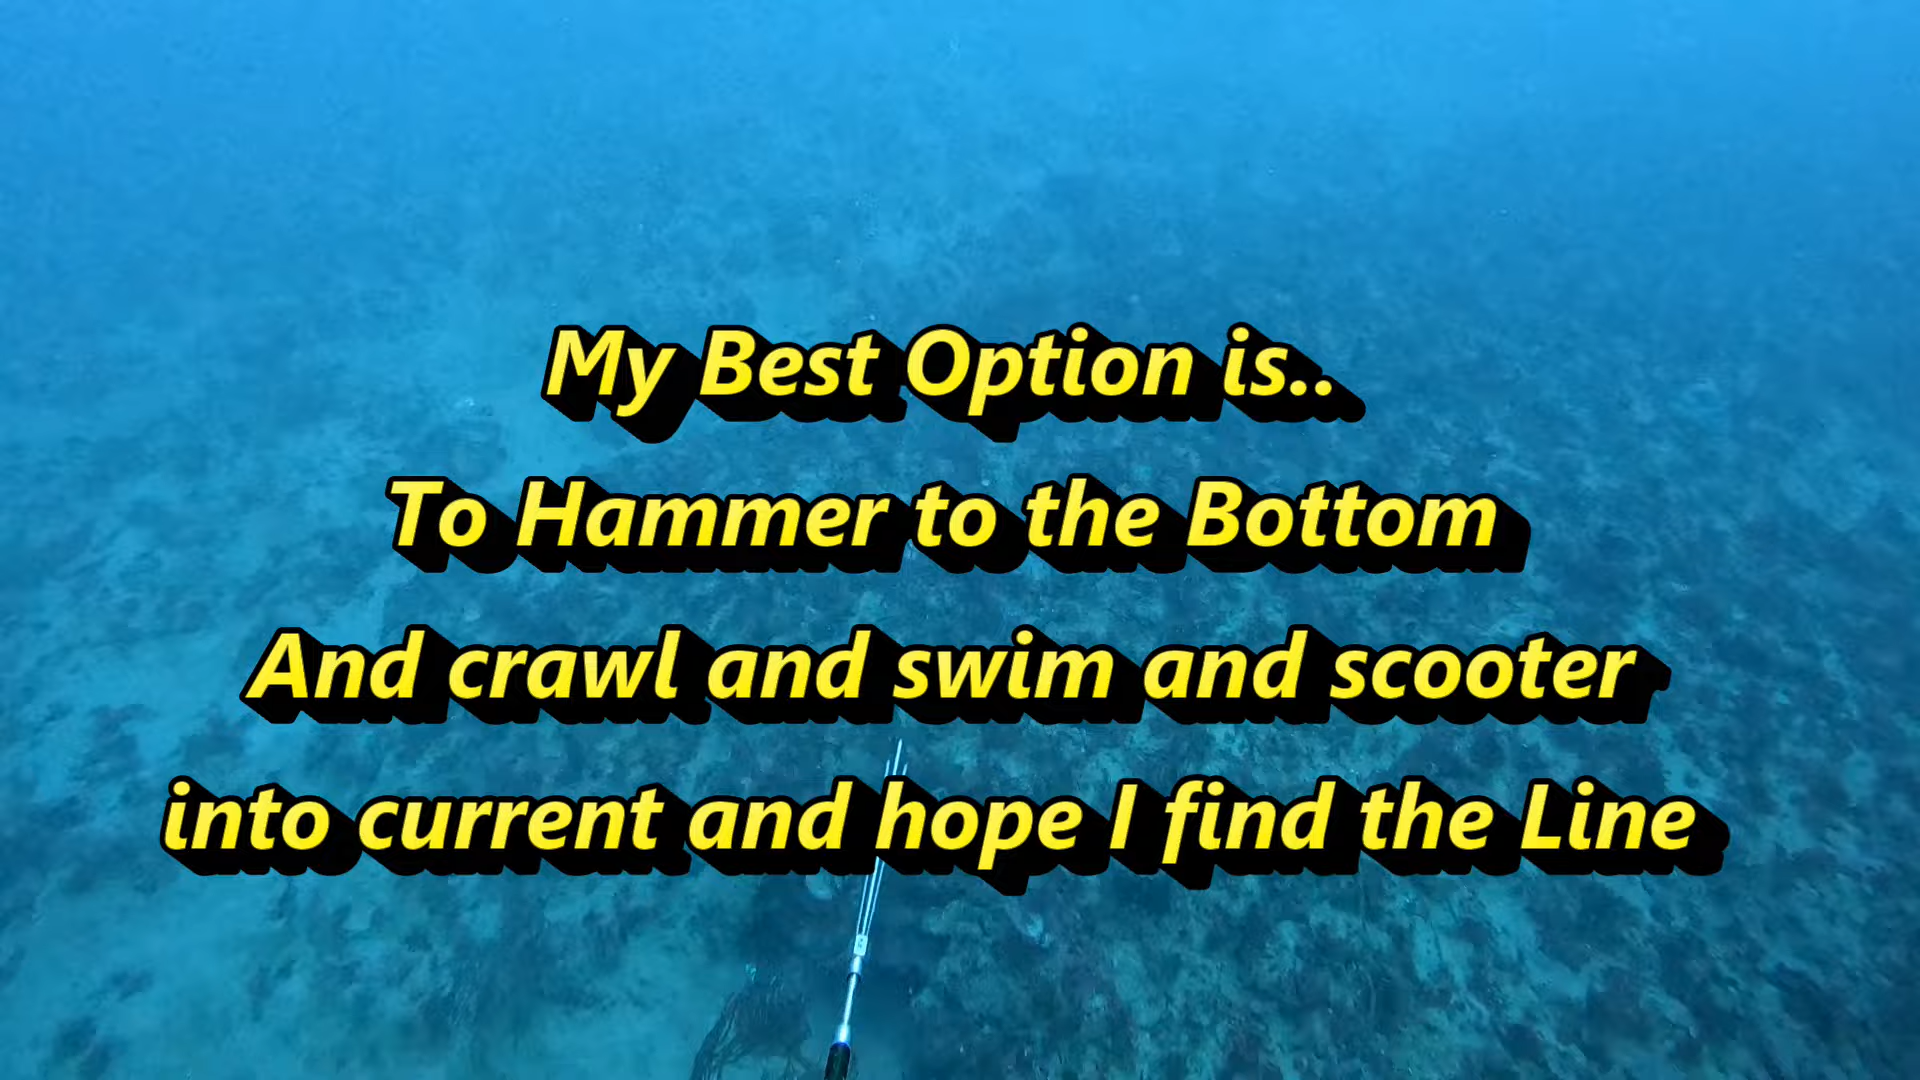 My Best Option is..
To Hammer to the Bottom
And crawl and swim and scooter
into current and hope I find the Line